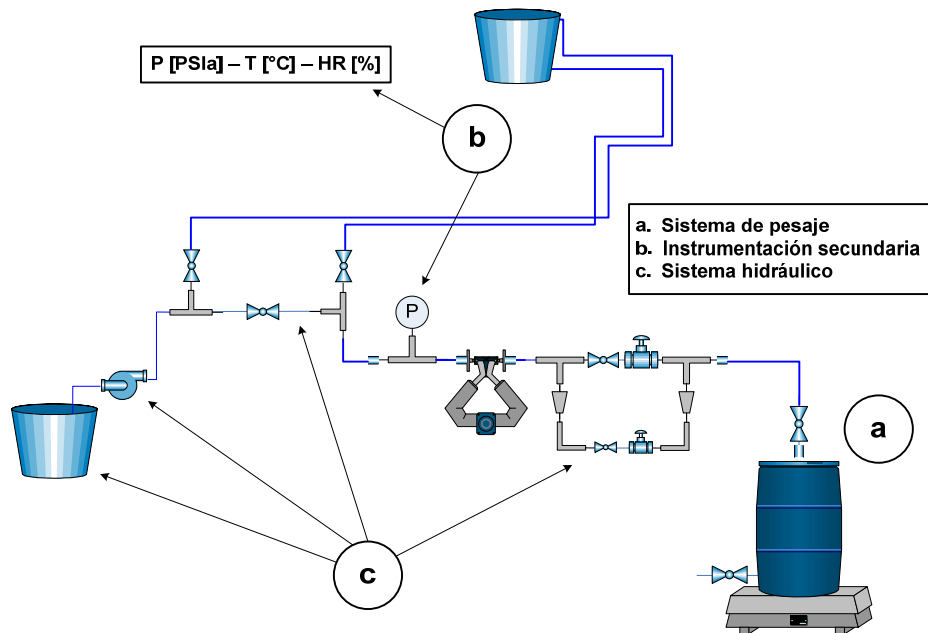 P [PSIa] – T [°C] – HR [%]
b
a. Sistema de pesaje
b. Instrumentación secundaria
c. Sistema hidráulico
P
a
c